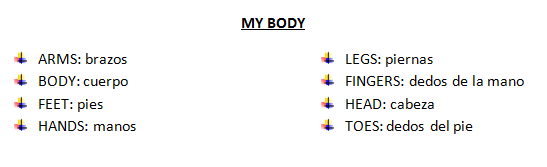 MY BODY
ARMS: brazos
BODY: cuerpo
FEET: pies
HANDS: manos
LEGS: piernas
FINGERS: dedos de la mano
HEAD: cabeza
TOES: dedos del pie